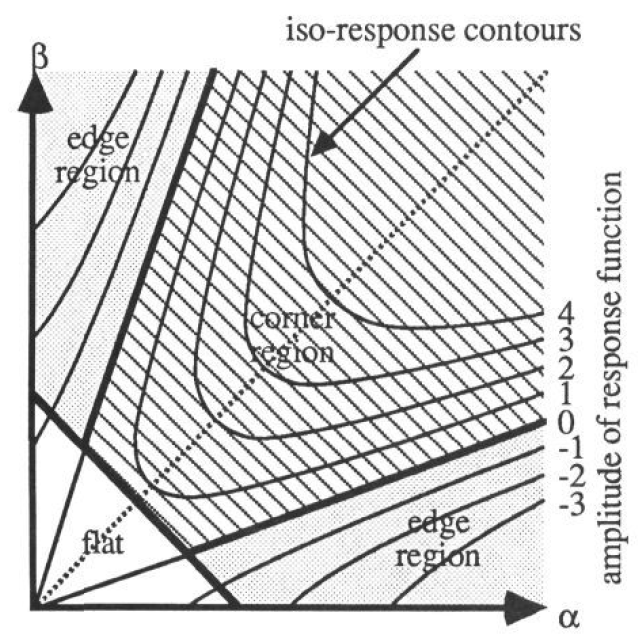 iso-response contours
β
edge
region
corner
region
flat
edge
region
4
3
2
1
0
-1
-2
-3
amplitude of response function
α